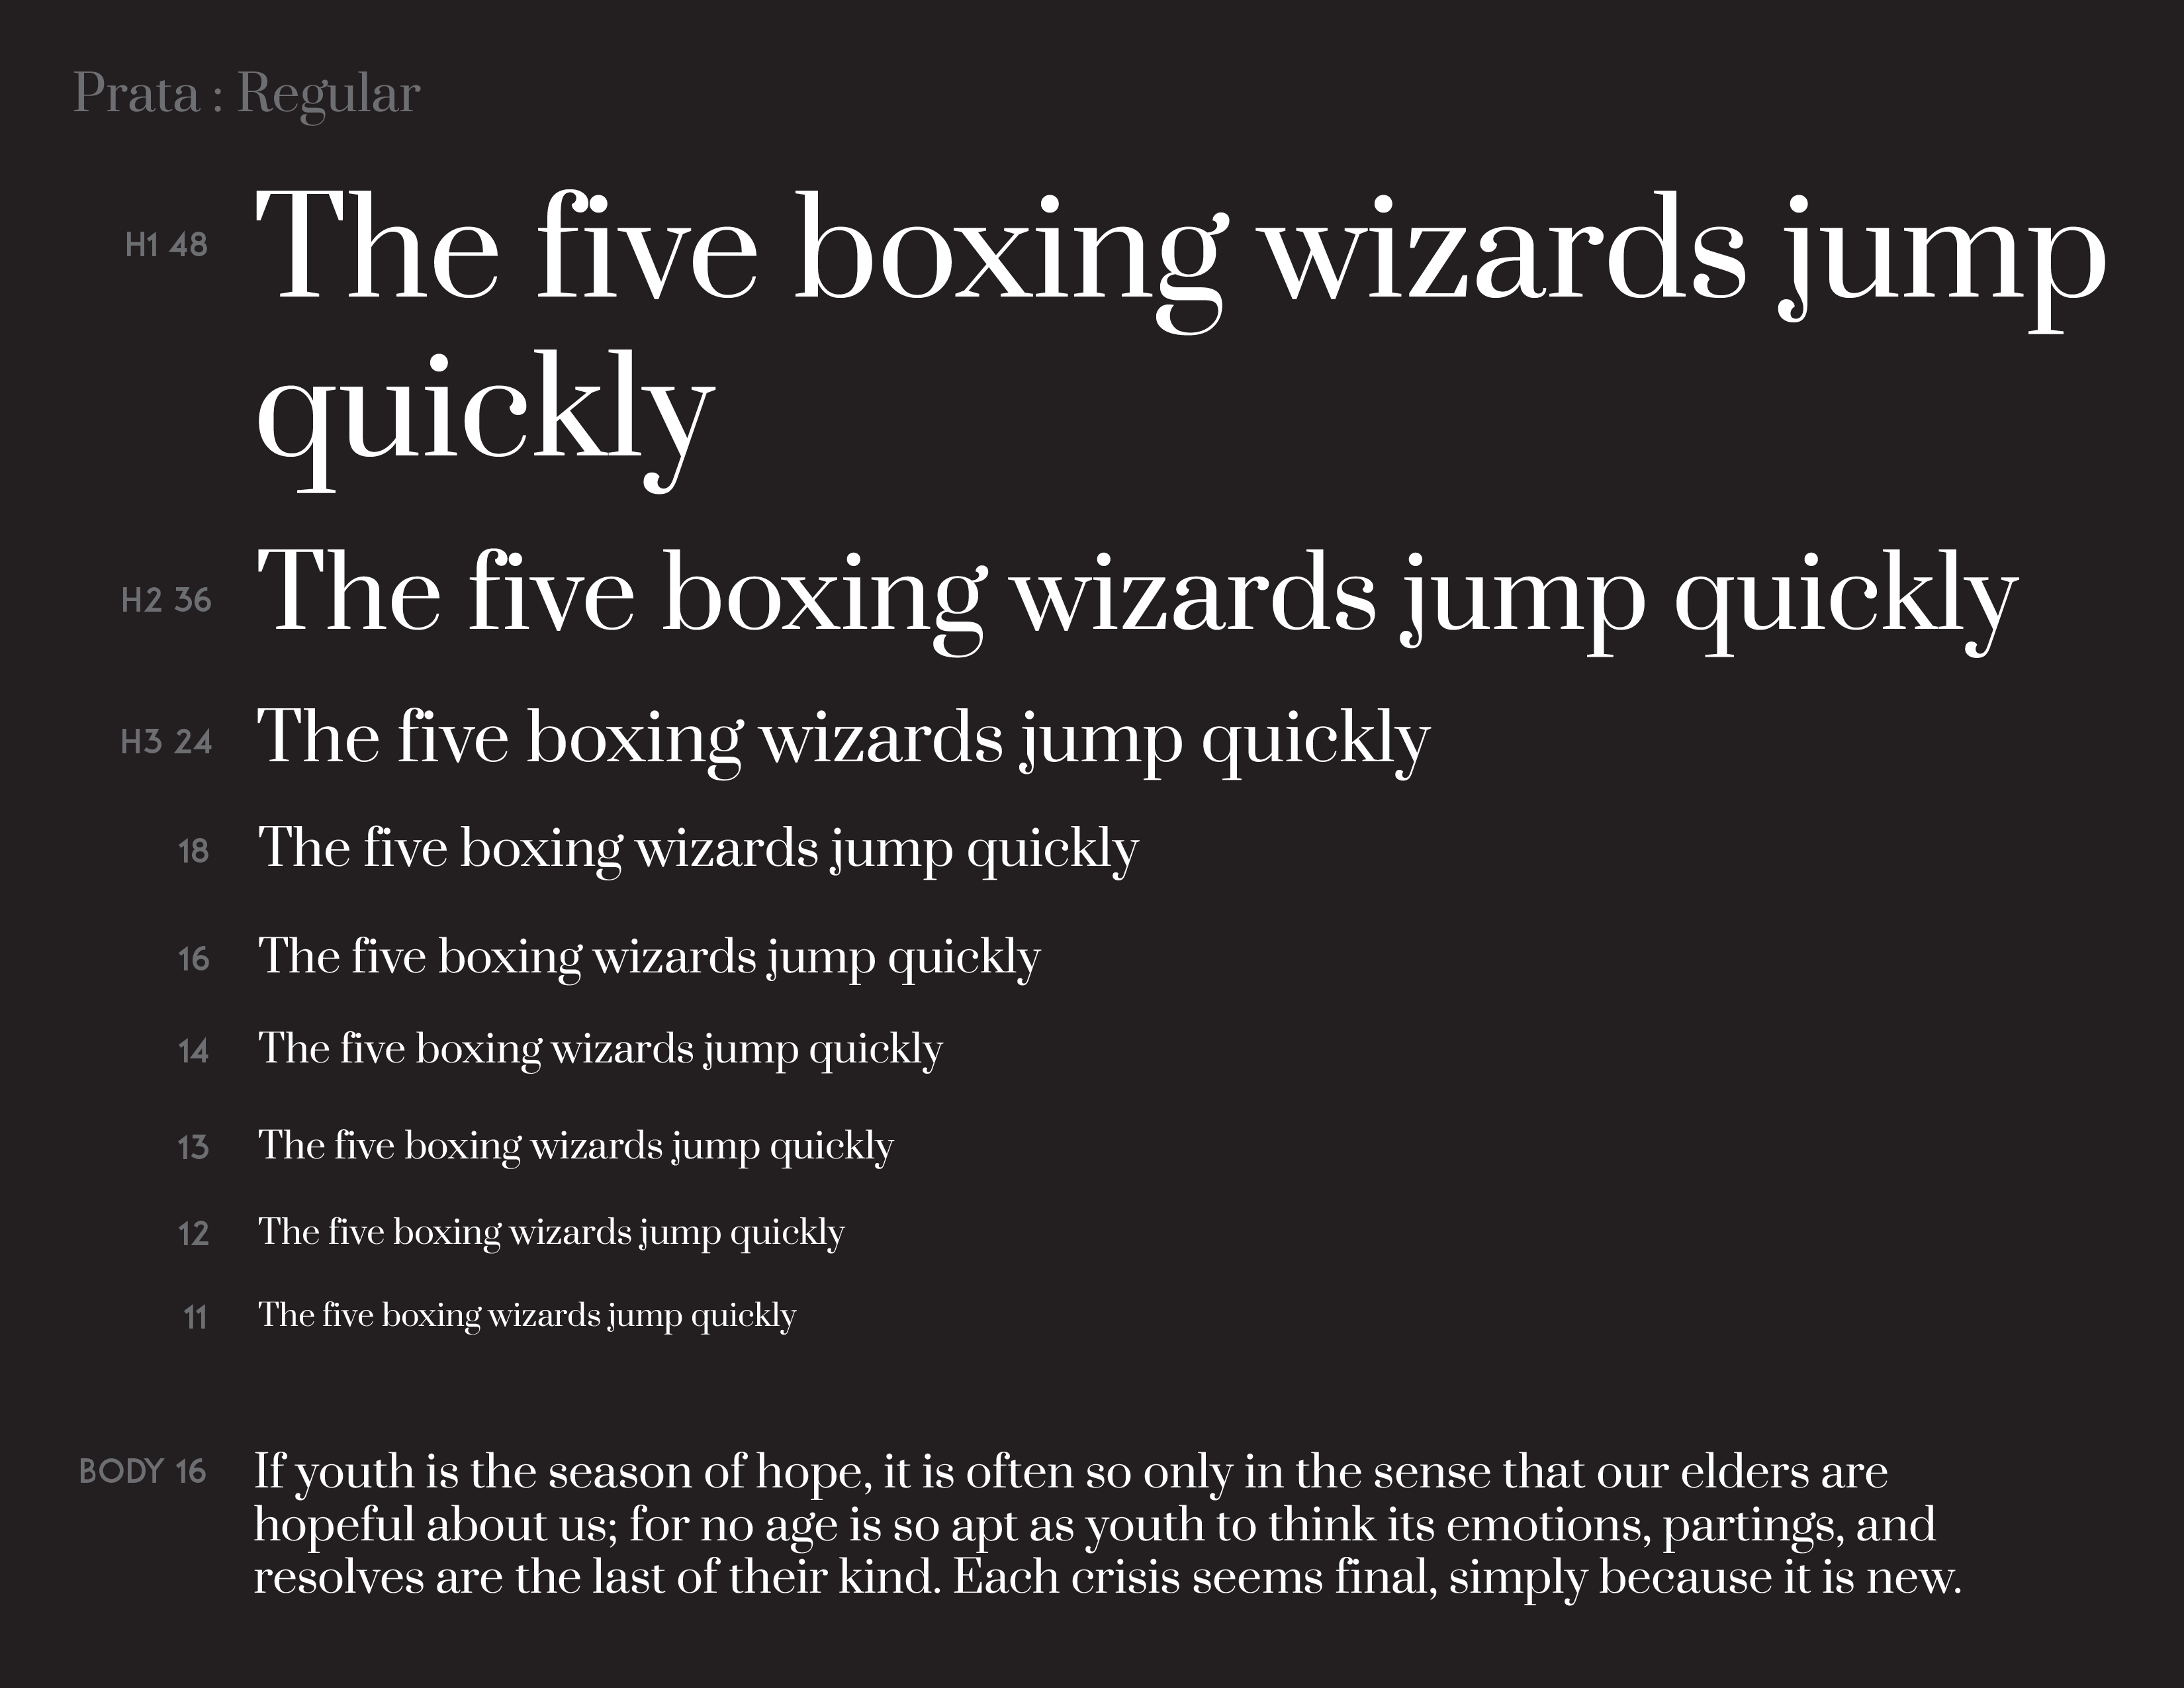 Prata : Regular
H1 48 The five boxing wizards jump
quickly
H2 36 The five boxing wizards jump quickly
H3 24 The five boxing wizards jump quickly
18 The five boxing wizards jump quickly
16 The five boxing wizards jump quickly
14 The five boxing wizards jump quickly
13 The five boxing wizards jump quickly
12 The five boxing wizards jump quickly
11 The five boxing wizards jump quickly
BODY 16 If youth is the season of hope, it is often so only in the sense that our elders are
hopeful about us; for no age is so apt as youth to think its emotions, partings, and
resolves are the last of their kind. Each crisis seems final, simply because it is new.